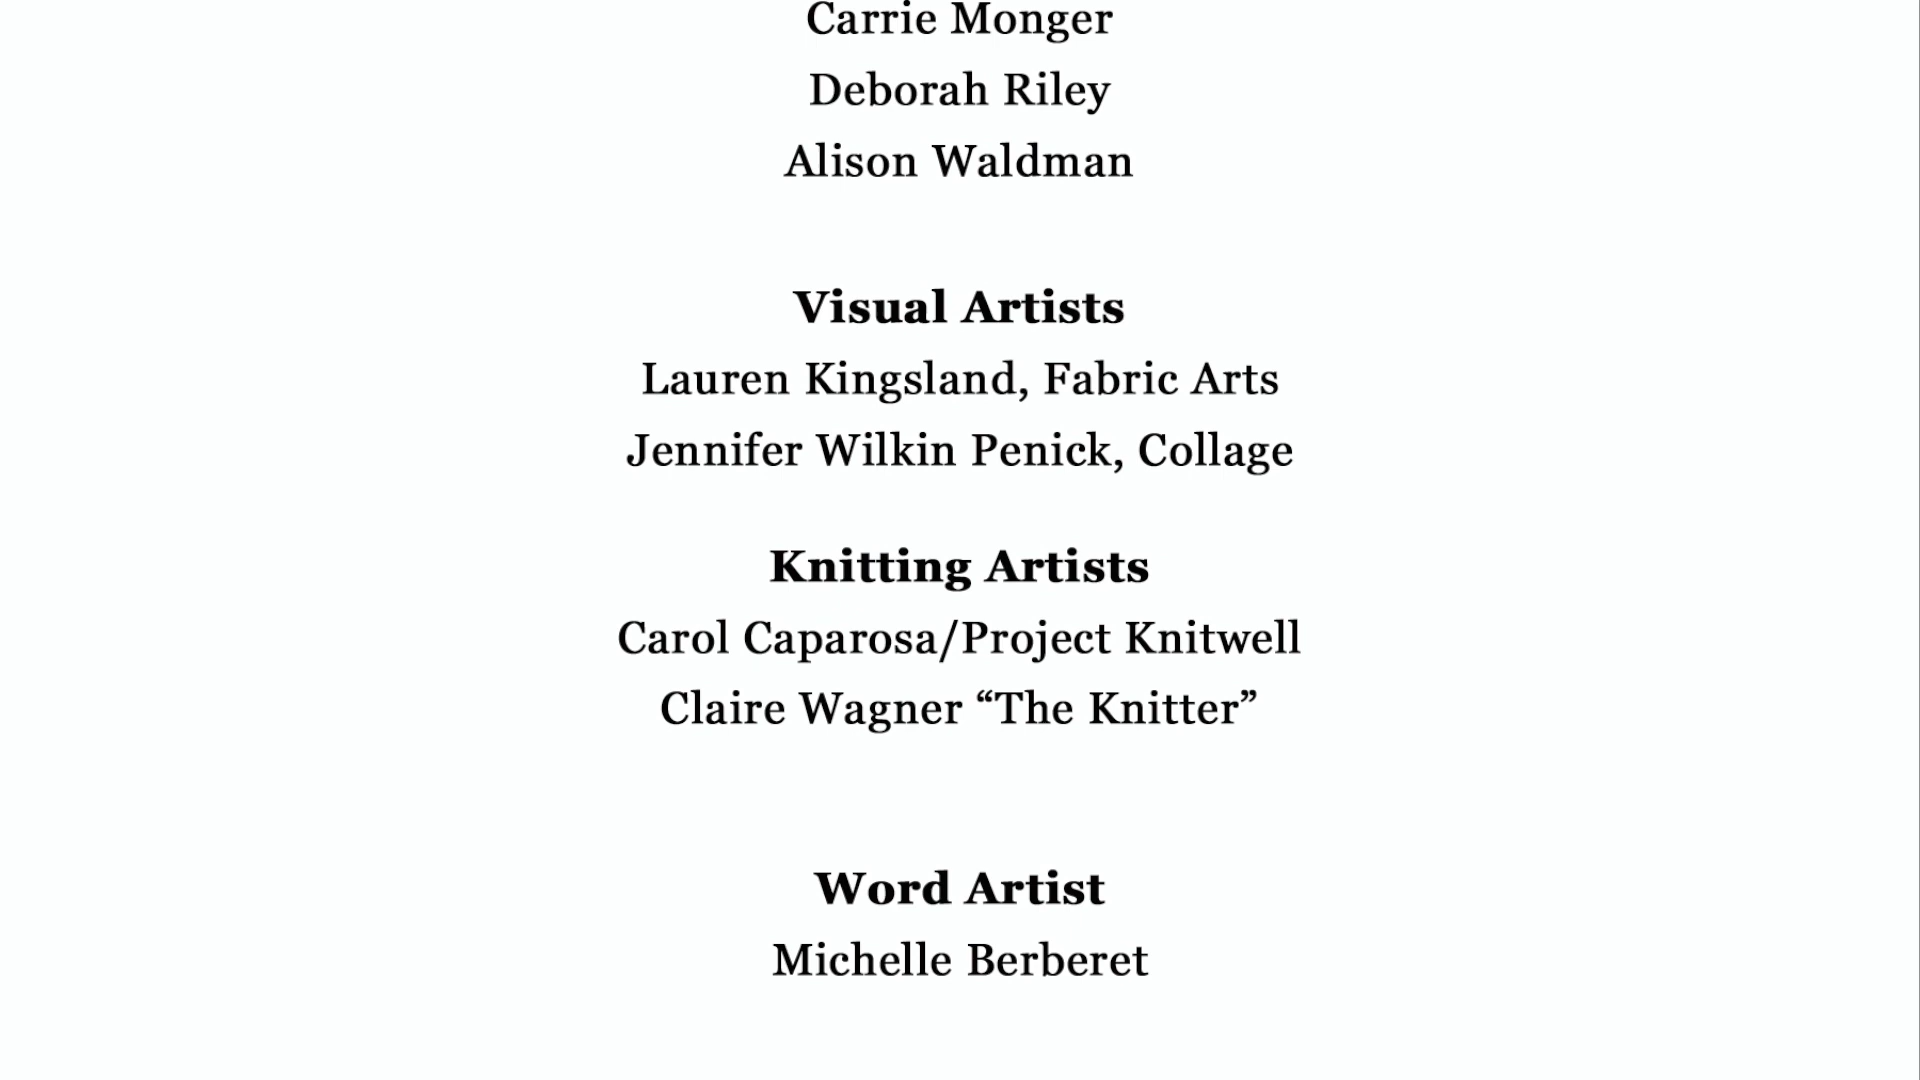 Carrie Monger
Deborah Riley
Alison Waldman
Visual Artists
Lauren Kingsland, Fabric Arts
Jennifer Wilkin Penick, Collage
Knitting Artists
Carol Caparosa/Project Knitwell
Claire Wagner “The Knitter”
Word Artist
Michelle Berberet